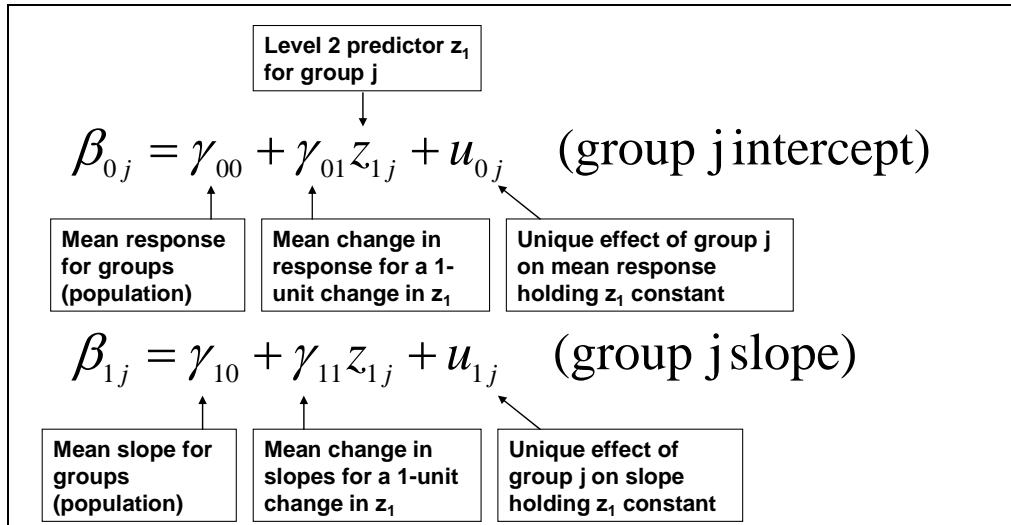 Level 2 predictor z₁
for group j
β₀ⱼ = γ₀₀ + γ₀₁z₁ⱼ + u₀ⱼ (group j intercept)
Mean response
for groups
(population)
Mean change in
response for a 1-
unit change in z₁
Unique effect of group j
on mean response
holding z₁ constant
β₁ⱼ = γ₁₀ + γ₁₁z₁ⱼ + u₁ⱼ (group j slope)
Mean slope for
groups
(population)
Mean change in
slopes for a 1-unit
change in z₁
Unique effect of
group j on slope
holding z₁ constant